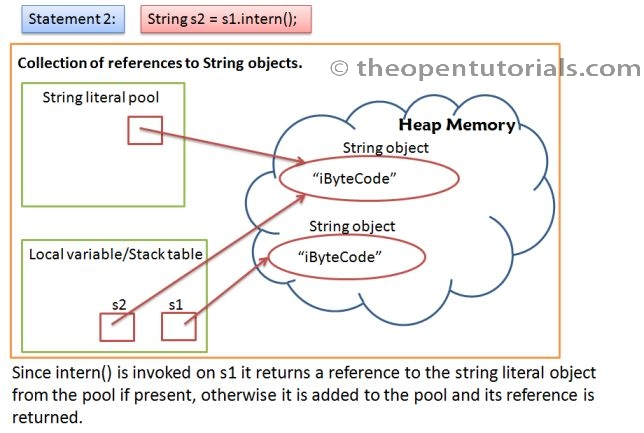 Statement 2:
String s2 = s1.intern();
Collection of references to String objects.
© theopentutorials.com
String literal pool
Heap Memory
String object
“iByteCode”
String object
“iByteCode”
Local variable/Stack table
s2
s1
Since intern() is invoked on s1 it returns a reference to the string literal object
from the pool if present, otherwise it is added to the pool and its reference is
returned.